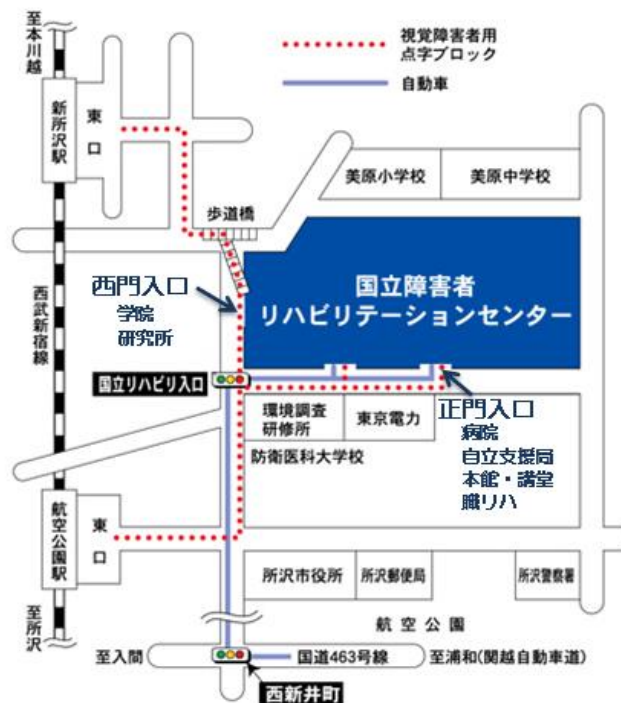 至本川越
視覚障害者用
点字ブロック
自動車
新所沢駅
東口
美原小学校
美原中学校
歩道橋
西武新宿線
西門入口
学院
研究所
国立障害者
リハビリテーションセンター
国立リハビリ入口
環境調査
研修所
東京電力
正門入口
病院
自立支援局
本館・講堂
職リハ
防衛医科大学校
航空公園駅
東口
所沢市役所
所沢郵便局
所沢警察署
至所沢
航空公園
至入間
国道463号線
至浦和(関越自動車道)
西新井町